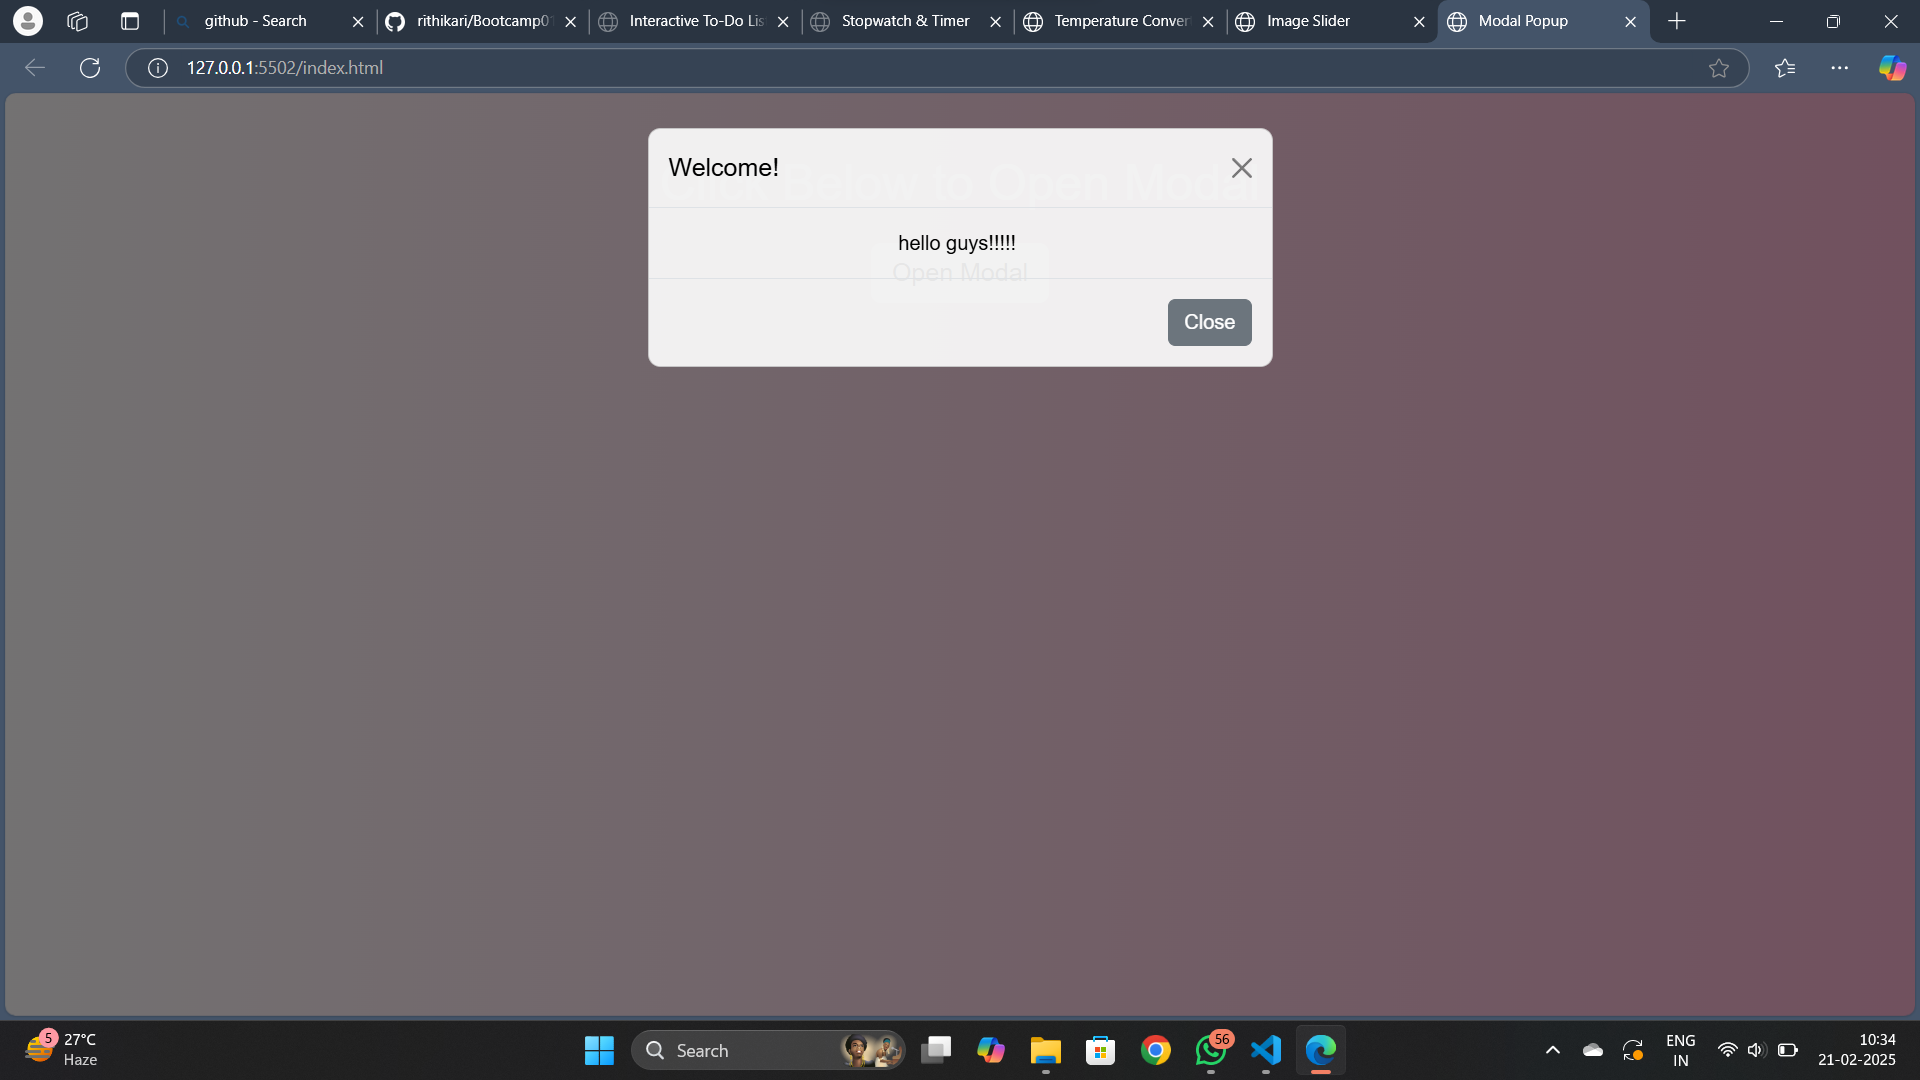 github - Search
rithikari/Bootcamp01
Interactive To-Do Lis
Stopwatch & Timer
Temperature Conver
Image Slider
Modal Popup
127.0.0.1:5502/index.html
Welcome!
Click Below to Open Modal
hello guys!!!!!
Open Modal
Close
5
27°C
Haze
Search
56
ENG
IN
10:34
21-02-2025